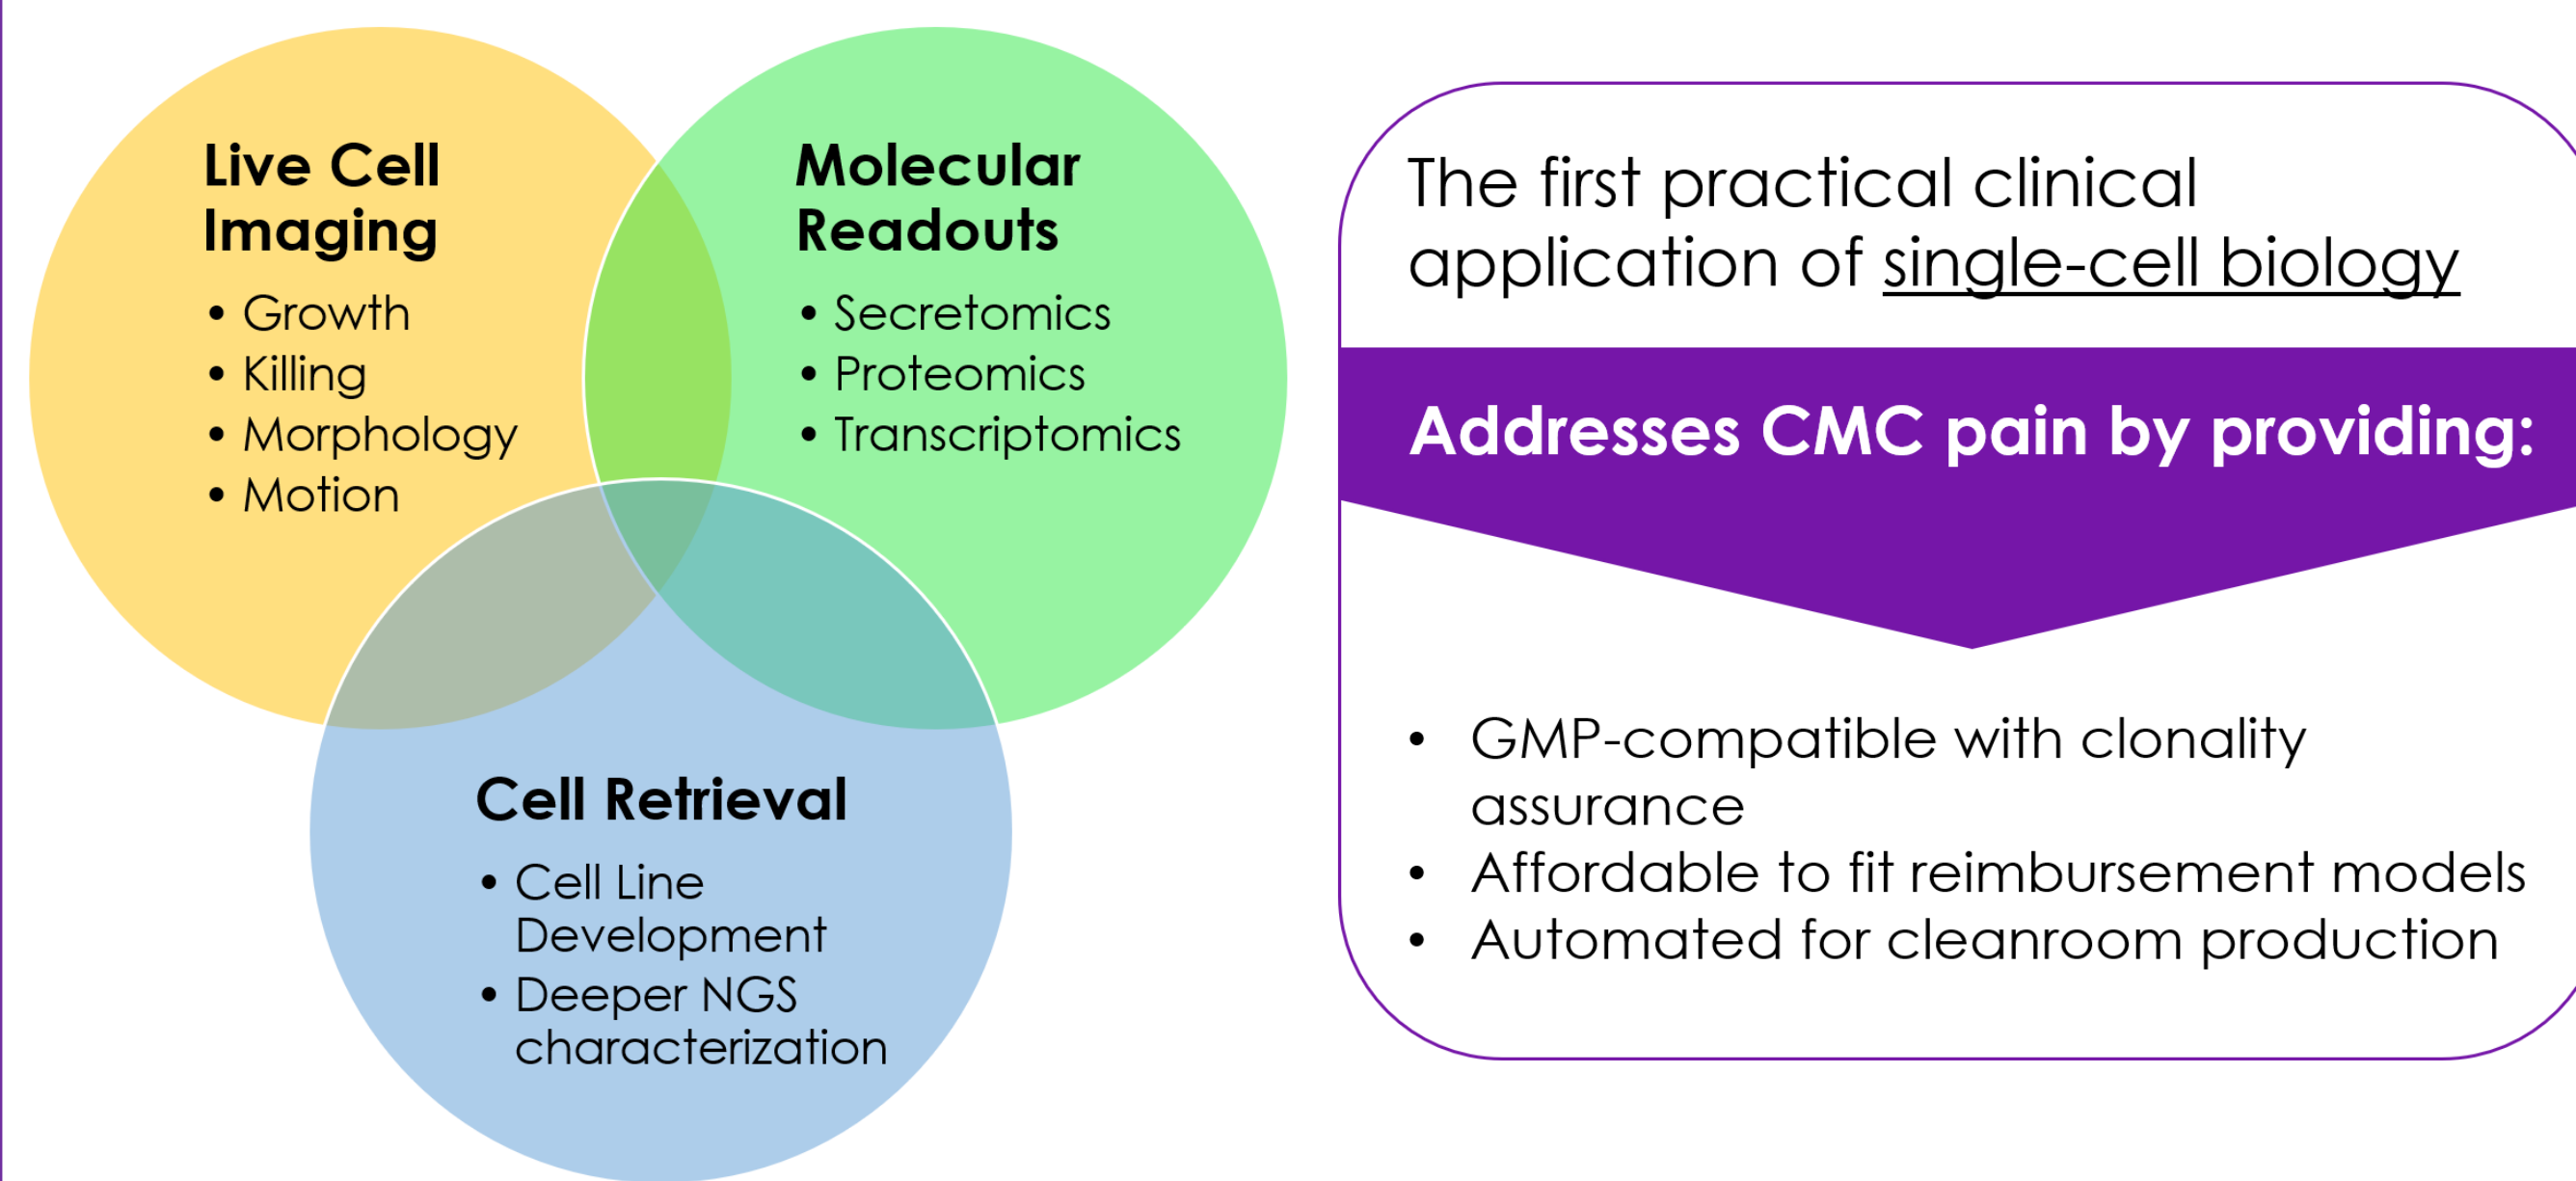 Live Cell
Imaging
• Growth
• Killing
• Morphology
• Motion
Molecular
Readouts
• Secretomics
• Proteomics
• Transcriptomics
Cell Retrieval
• Cell Line
Development
• Deeper NGS
characterization
The first practical clinical
application of single-cell biology
Addresses CMC pain by providing:
• GMP-compatible with clonality
assurance
• Affordable to fit reimbursement models
• Automated for cleanroom production